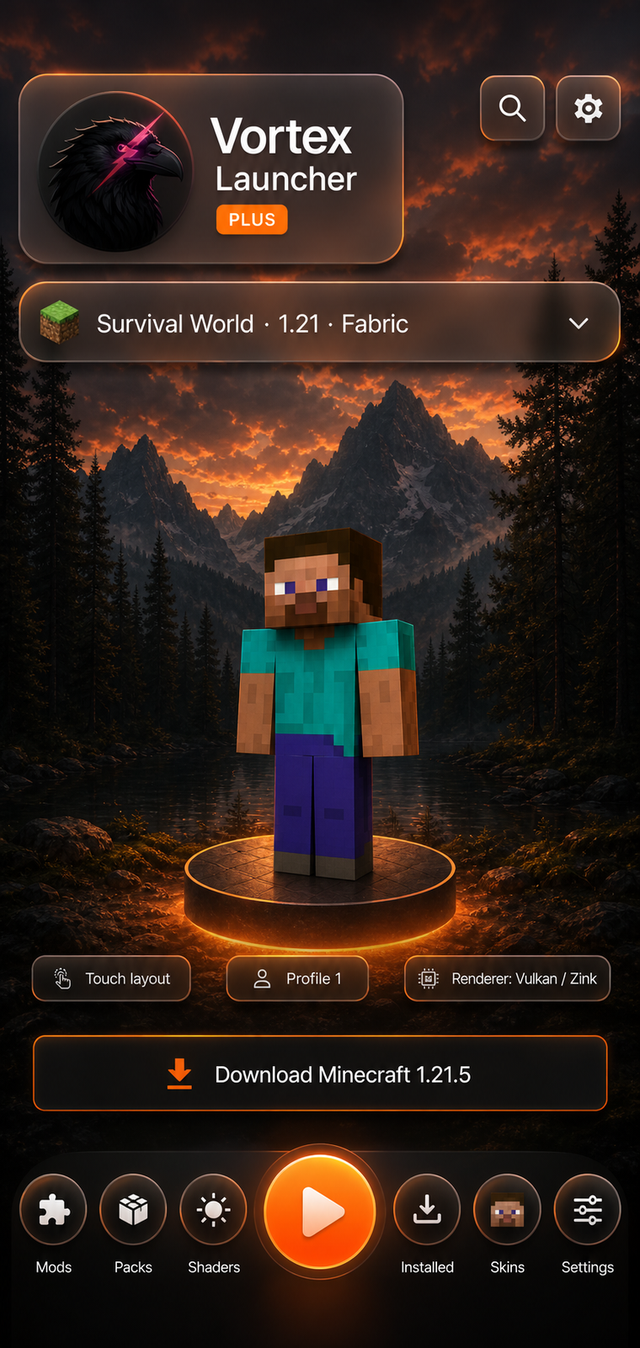 Vortex
Launcher
PLUS
Survival World · 1.21 · Fabric
Touch layout
Profile 1
Renderer: Vulkan / Zink
Download Minecraft 1.21.5
Mods
Packs
Shaders
Installed
Skins
Settings